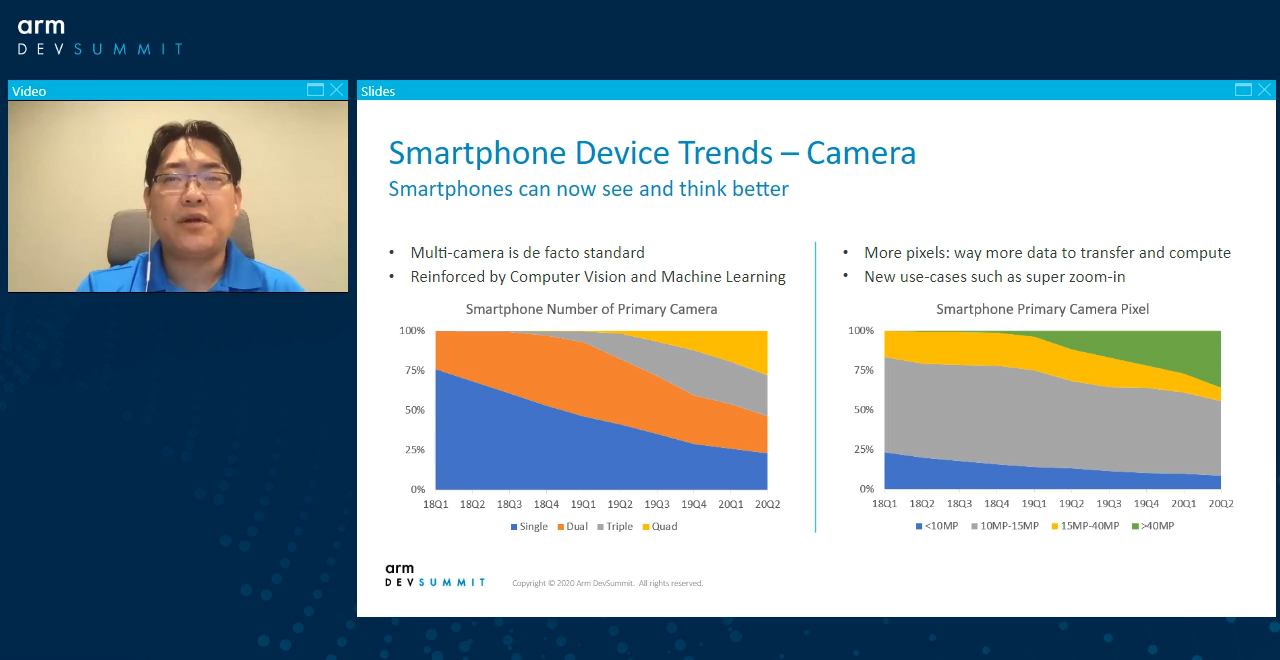 arm
DEVSUMMIT
Video
Slides
Smartphone Device Trends – Camera
Smartphones can now see and think better
• Multi-camera is de facto standard
• Reinforced by Computer Vision and Machine Learning
Smartphone Number of Primary Camera
100%
75%
50%
25%
0%
18Q1 18Q2 18Q3 18Q4 19Q1 19Q2 19Q3 19Q4 20Q1 20Q2
Single Dual Triple Quad
• More pixels: way more data to transfer and compute
• New use-cases such as super zoom-in
Smartphone Primary Camera Pixel
100%
75%
50%
25%
0%
18Q1 18Q2 18Q3 18Q4 19Q1 19Q2 19Q3 19Q4 20Q1 20Q2
<10MP 10MP-15MP 15MP-40MP >40MP
arm
DEVSUMMIT
Copyright © 2020 Arm DevSummit. All rights reserved.